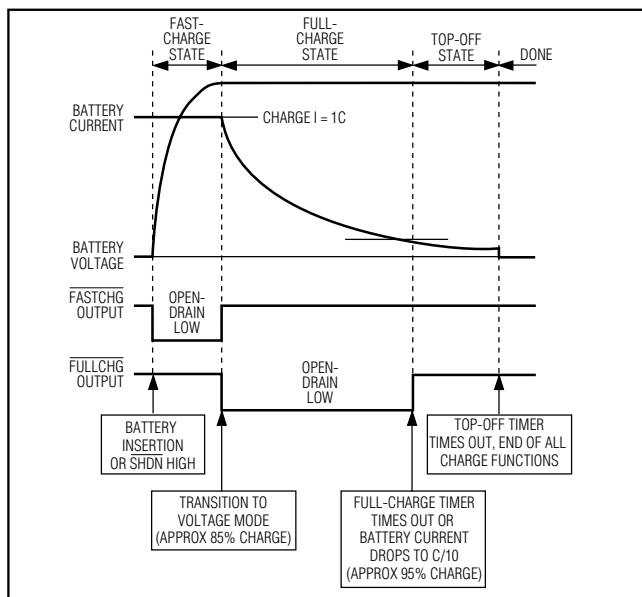 FAST-
CHARGE
STATE
FULL-
CHARGE
STATE
TOP-OFF
STATE
DONE
BATTERY
CURRENT
CHARGE I = 1C
BATTERY
VOLTAGE
FASTCHG
OUTPUT
OPEN-
DRAIN
LOW
FULLCHG
OUTPUT
OPEN-
DRAIN
LOW
BATTERY
INSERTION
OR SHDN HIGH
TRANSITION TO
VOLTAGE MODE
(APPROX 85% CHARGE)
FULL-CHARGE TIMER
TIMES OUT OR
BATTERY CURRENT
DROPS TO C/10
(APPROX 95% CHARGE)
TOP-OFF TIMER
TIMES OUT, END OF ALL
CHARGE FUNCTIONS